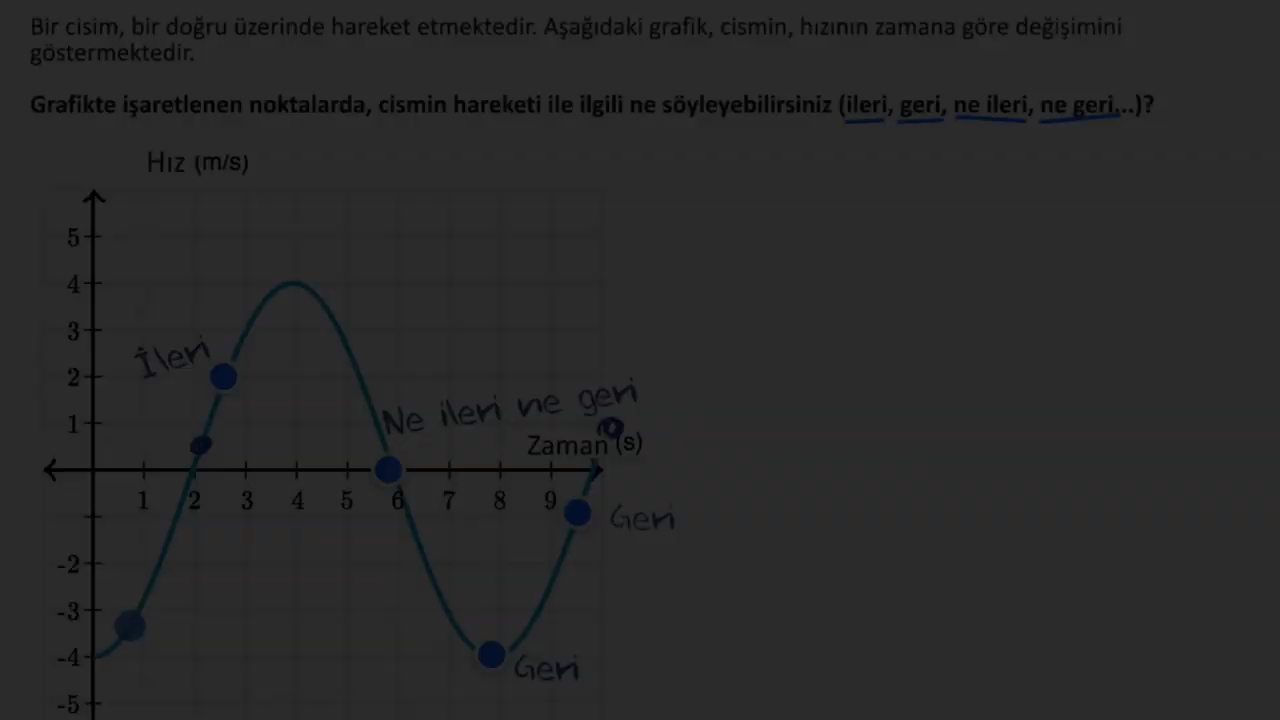 Bir cisim, bir doğru üzerinde hareket etmektedir. Aşağıdaki grafik, cismin, hızının zamana göre değişimini
göstermektedir.
Grafikte işaretlenen noktalarda, cismin hareketi ile ilgili ne söyleyebilirsiniz (ileri, geri, ne ileri, ne geri...)?
Hız (m/s)
5
4
3
İleri
2
Ne ileri ne geri
1
Zaman (s)
1 2 3 4 5 6 7 8 9
Geri
-2
-3
-4
Geri
-5